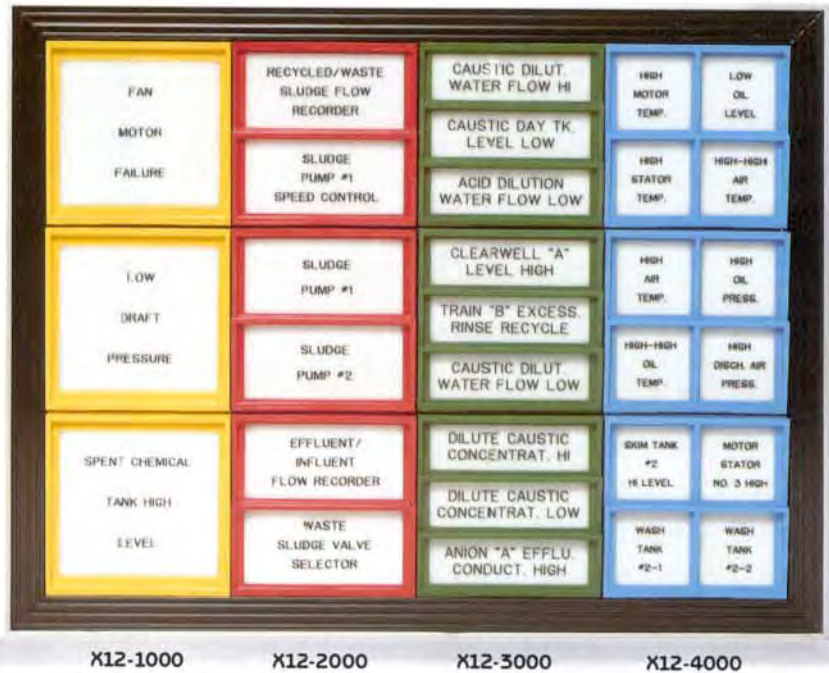 FAN
MOTOR
FAILURE
LOW
DRAFT
PRESSURE
SPENT CHEMICAL
TANK HIGH
LEVEL
RECYCLED/WASTE
SLUDGE FLOW
RECORDER
SLUDGE
PUMP #1
SPEED CONTROL
SLUDGE
PUMP #1
SLUDGE
PUMP #2
EFFLUENT/
INFLUENT
FLOW RECORDER
WASTE
SLUDGE VALVE
SELECTOR
CAUSTIC DILUT.
WATER FLOW HI
CAUSTIC DAY TK.
LEVEL LOW
ACID DILUTION
WATER FLOW LOW
CLEARWELL "A"
LEVEL HIGH
TRAIN "B" EXCESS.
RINSE RECYCLE
CAUSTIC DILUT.
WATER FLOW LOW
DILUTE CAUSTIC
CONCENTRAT. HI
DILUTE CAUSTIC
CONCENTRAT. LOW
ANION "A" EFFLU.
CONDUCT. HIGH
HIGH
MOTOR
TEMP.
LOW
OIL
LEVEL
HIGH
STATOR
TEMP.
HIGH-HIGH
AIR
TEMP.
HIGH
AIR
TEMP.
HIGH
OIL
PRESS.
HIGH-HIGH
OIL
TEMP.
HIGH
DISCH. AIR
PRESS.
SKIM TANK
#2
HI LEVEL
MOTOR
STATOR
NO. 3 HIGH
WASH
TANK
#2-1
WASH
TANK
#2-2
X12-1000
X12-2000
X12-3000
X12-4000